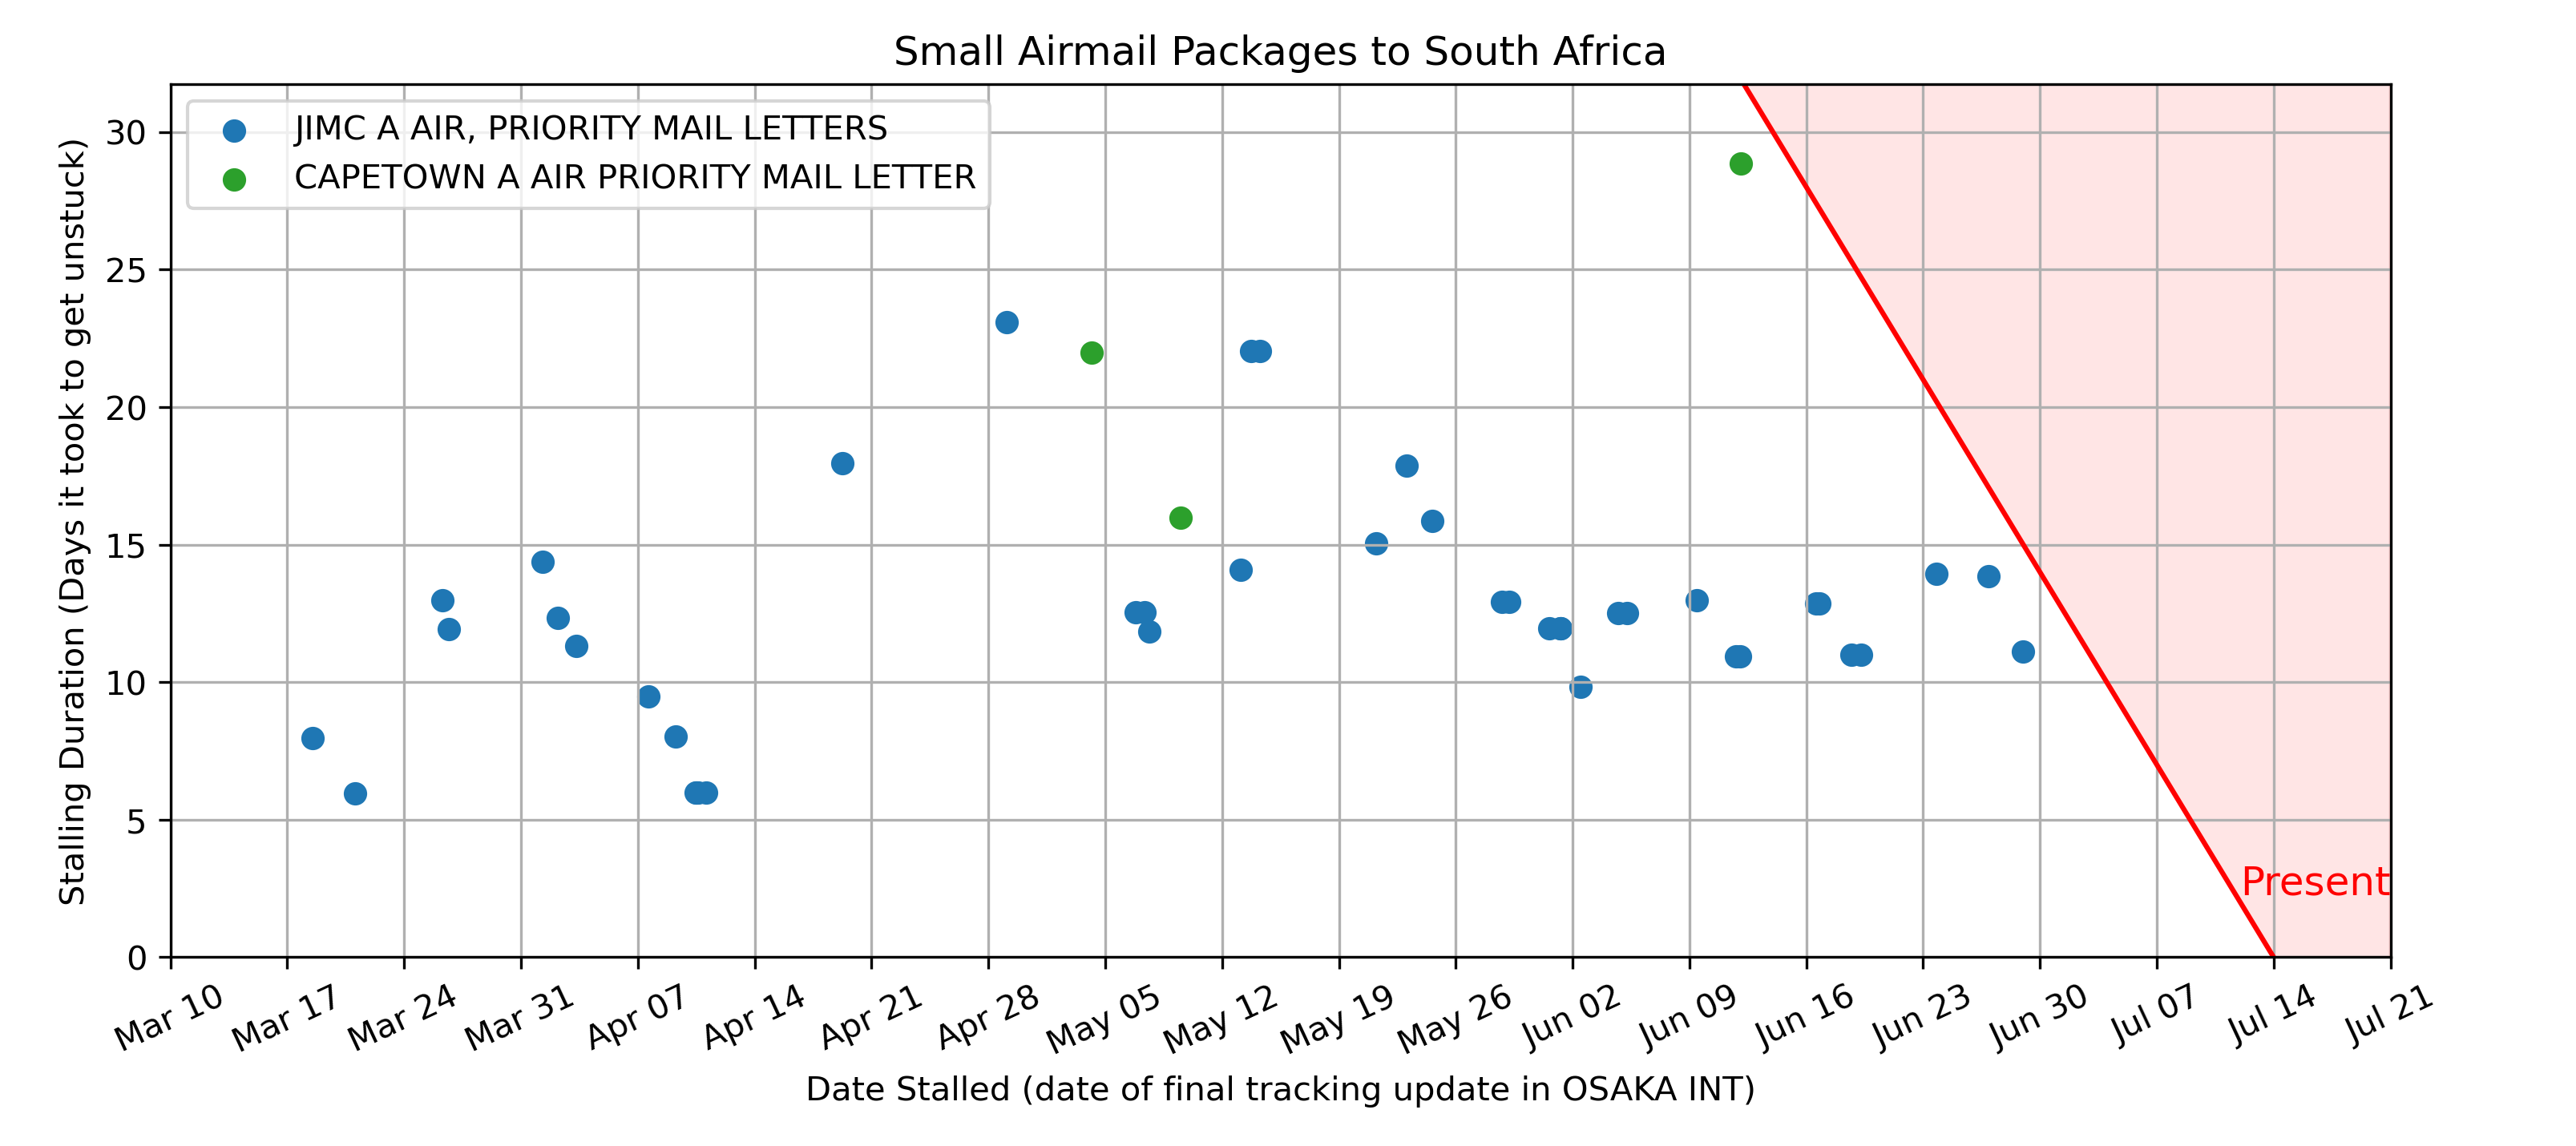 Small Airmail Packages to South Africa
JIMC A AIR, PRIORITY MAIL LETTERS
CAPETOWN A AIR PRIORITY MAIL LETTER
Stalling Duration (Days it took to get unstuck)
30
25
20
15
10
5
0
Present
Mar 10
Mar 17
Mar 24
Mar 31
Apr 07
Apr 14
Apr 21
Apr 28
May 05
May 12
May 19
May 26
Jun 02
Jun 09
Jun 16
Jun 23
Jun 30
Jul 07
Jul 14
Jul 21
Date Stalled (date of final tracking update in OSAKA INT)